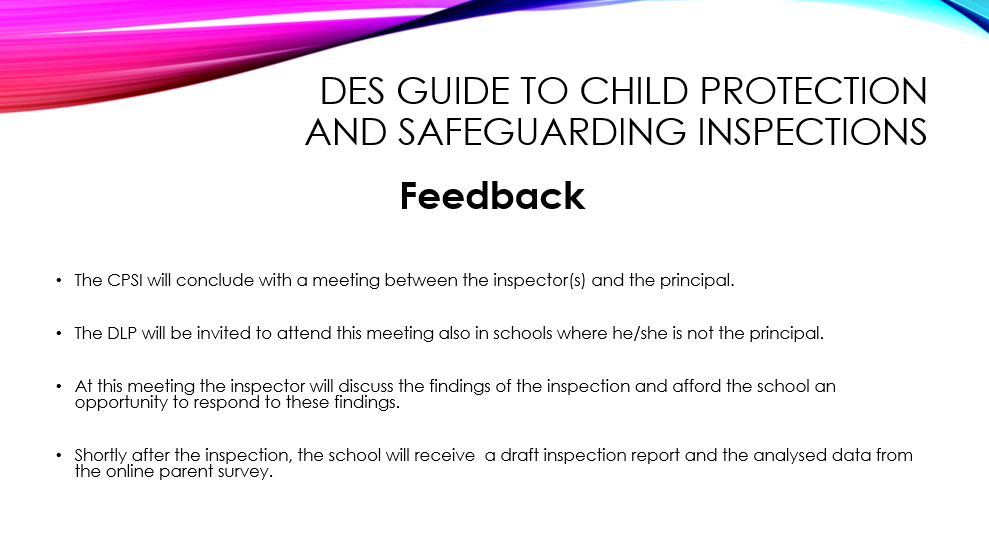 DES GUIDE TO CHILD PROTECTION
AND SAFEGUARDING INSPECTIONS
Feedback
• The CPSI will conclude with a meeting between the inspector(s) and the principal.
• The DLP will be invited to attend this meeting also in schools where he/she is not the principal.
• At this meeting the inspector will discuss the findings of the inspection and afford the school an
opportunity to respond to these findings.
• Shortly after the inspection, the school will receive  a draft inspection report and the analysed data from
the online parent survey.